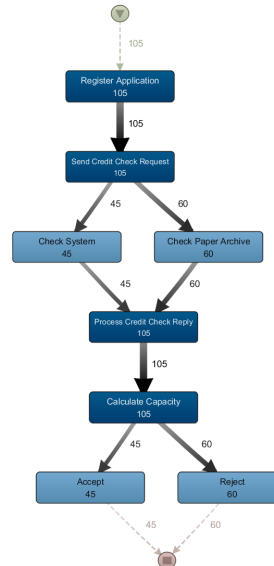 105
Register Application
105
105
Send Credit Check Request
105
45
60
Check System
45
Check Paper Archive
60
45
60
Process Credit Check Reply
105
105
Calculate Capacity
105
45
60
Accept
45
Reject
60
45
60